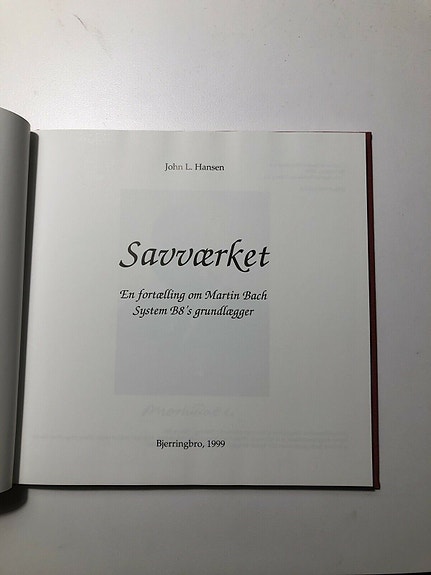 John L. Hansen
Savværket
En fortælling om Martin Bach
System B8´s grundlægger
Bjerringbro, 1999